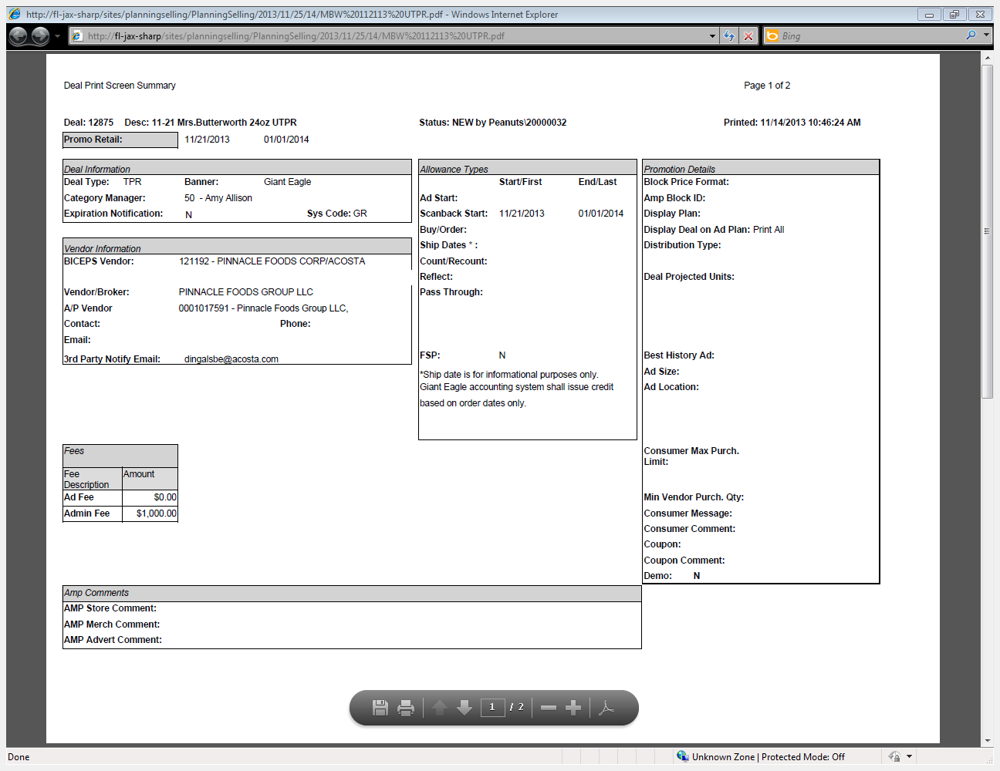 http://fl-jax-sharp/sites/planningselling/PlanningSelling/2013/11/25/14/MBW%20112113%20UTPR.pdf - Windows Internet Explorer
http://fl-jax-sharp/sites/planningselling/PlanningSelling/2013/11/25/14/MBW%20112113%20UTPR.pdf
Bing
Deal Print Screen Summary
Page 1 of 2
Deal: 12875 Desc: 11-21 Mrs.Butterworth 24oz UTPR
Status: NEW by Peanuts\20000032
Printed: 11/14/2013 10:46:24 AM
Promo Retail: 11/21/2013 01/01/2014
Deal Information
Deal Type: TPR Banner: Giant Eagle
Category Manager: 50 - Amy Allison
Expiration Notification: N Sys Code: GR
Vendor Information
BICEPS Vendor: 121192 - PINNACLE FOODS CORP/ACOSTA
Vendor/Broker: PINNACLE FOODS GROUP LLC
A/P Vendor 0001017591 - Pinnacle Foods Group LLC,
Contact: Phone:
Email:
3rd Party Notify Email: dingalsbe@acosta.com
Allowance Types
Start/First End/Last
Ad Start:
Scanback Start: 11/21/2013 01/01/2014
Buy/Order:
Ship Dates * :
Count/Recount:
Reflect:
Pass Through:
FSP: N
*Ship date is for informational purposes only.
Giant Eagle accounting system shall issue credit
based on order dates only.
Promotion Details
Block Price Format:
Amp Block ID:
Display Plan:
Display Deal on Ad Plan: Print All
Distribution Type:
Deal Projected Units:
Best History Ad:
Ad Size:
Ad Location:
Consumer Max Purch.
Limit:
Min Vendor Purch. Qty:
Consumer Message:
Consumer Comment:
Coupon:
Coupon Comment:
Demo: N
Fees
Fee Description Amount
Ad Fee $0.00
Admin Fee $1,000.00
Amp Comments
AMP Store Comment:
AMP Merch Comment:
AMP Advert Comment:
1 / 2
Done
Unknown Zone | Protected Mode: Off